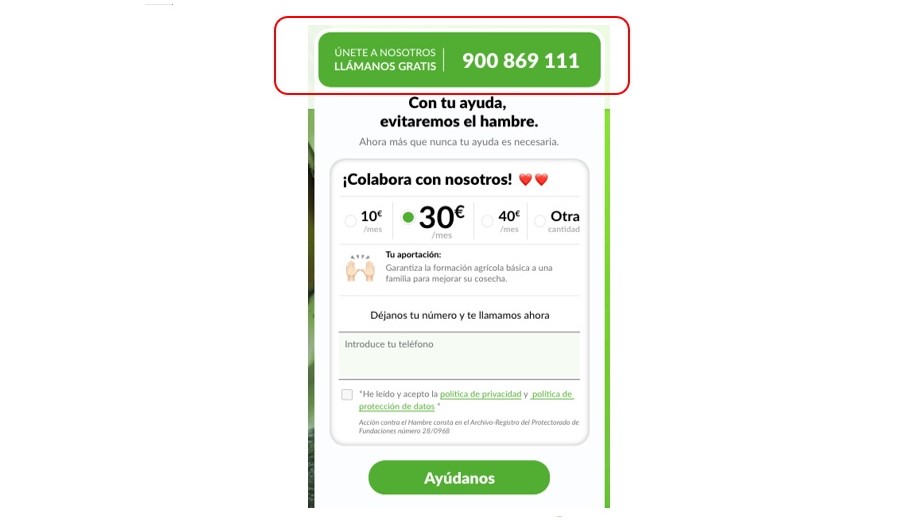 ÚNETE A NOSOTROS
LLÁMANOS GRATIS
900 869 111
Con tu ayuda,
evitaremos el hambre.
Ahora más que nunca tu ayuda es necesaria.
¡Colabora con nosotros! ❤️❤️
10€ /mes
30€ /mes
40€ /mes
Otra cantidad
Tu aportación:
Garantiza la formación agrícola básica a una
familia para mejorar su cosecha.
Déjanos tu número y te llamamos ahora
Introduce tu teléfono
*He leído y acepto la política de privacidad y política de
protección de datos *
Acción contra el Hambre consta en el Archivo-Registro del Protectorado de
Fundaciones número 28/0968
Ayúdanos